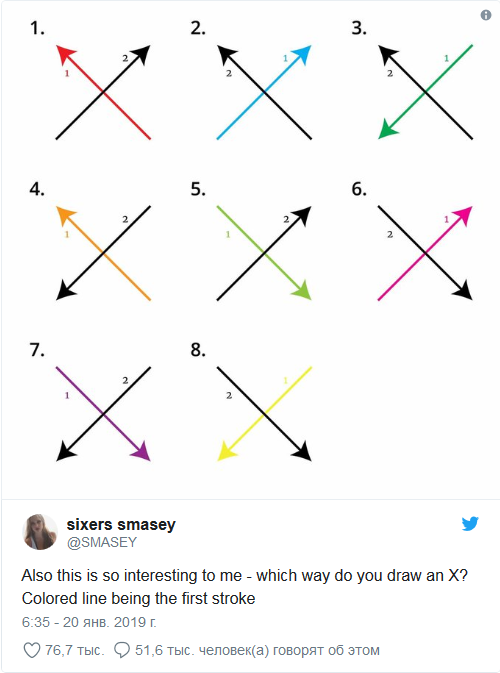 1.
2.
3.
1 2
2 1
2 1
4.
5.
6.
1 2
1 2
2 1
7.
8.
1 2
2 1
sixers smasey
@SMASEY
Also this is so interesting to me - which way do you draw an X?
Colored line being the first stroke
6:35 - 20 янв. 2019 г.
76,7 тыс. 51,6 тыс. человек(а) говорят об этом